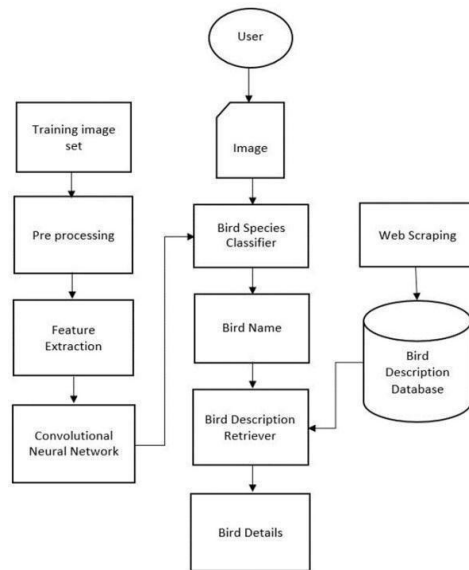 User
Training image
set
Image
Pre processing
Bird Species
Classifier
Web Scraping
Feature
Extraction
Bird Name
Bird
Description
Database
Convolutional
Neural Network
Bird Description
Retriever
Bird Details